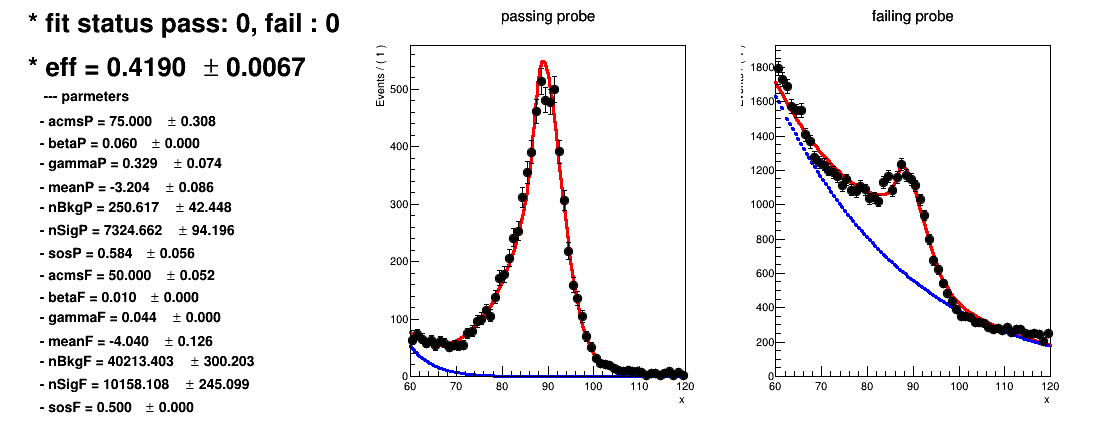 * fit status pass: 0, fail : 0
* eff = 0.4190 ± 0.0067
--- parmeters
- acmsP = 75.000 ± 0.308
- betaP = 0.060 ± 0.000
- gammaP = 0.329 ± 0.074
- meanP = -3.204 ± 0.086
- nBkgP = 250.617 ± 42.448
- nSigP = 7324.662 ± 94.196
- sosP = 0.584 ± 0.056
- acmsF = 50.000 ± 0.052
- betaF = 0.010 ± 0.000
- gammaF = 0.044 ± 0.000
- meanF = -4.040 ± 0.126
- nBkgF = 40213.403 ± 300.203
- nSigF = 10158.108 ± 245.099
- sosF = 0.500 ± 0.000
passing probe
Events / ( 1 )
500
400
300
200
100
0
60 70 80 90 100 110 120
x
failing probe
1800
1600
1400
1200
1000
800
600
400
200
0
60 70 80 90 100 110 120
x